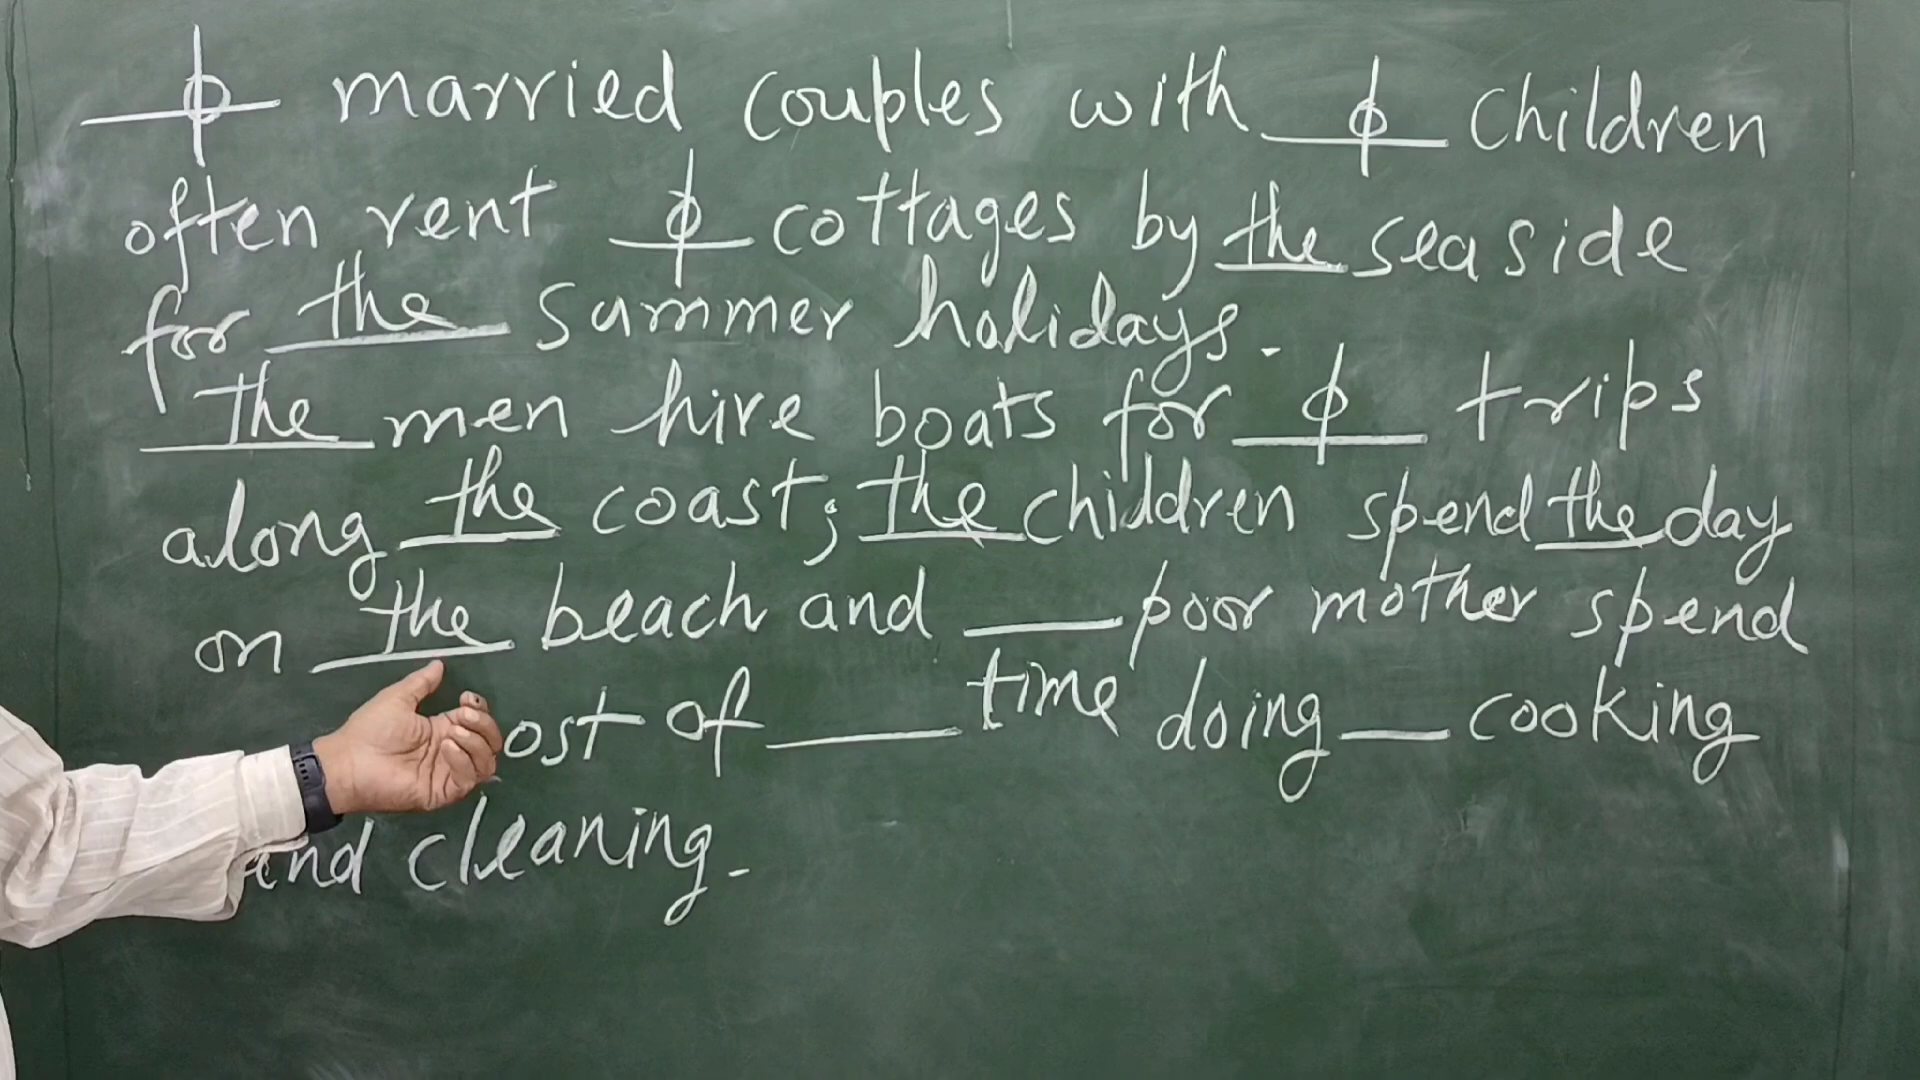 ϕ married couples with ϕ children
often rent ϕ cottages by the seaside
for the summer holidays.
The men hire boats for ϕ trips
along the coast; the children spend the day
on the beach and ___ poor mother spend
ost of ___ time doing __ cooking
and cleaning.